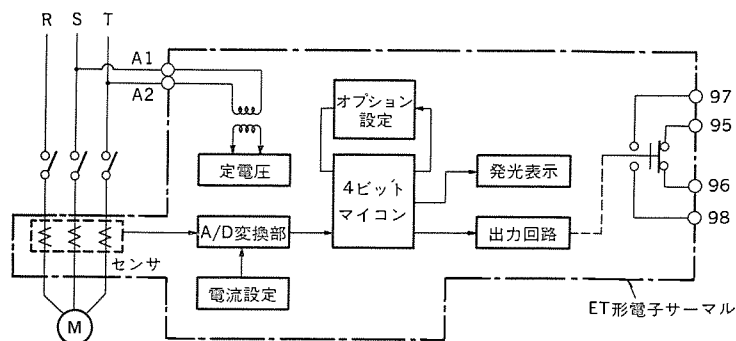 R S T
A1
A2
オプション
設定
97
95
定電圧
4ビット
マイコン
発光表示
96
98
A/D変換部
出力回路
センサ
電流設定
ET形電子サーマル
M